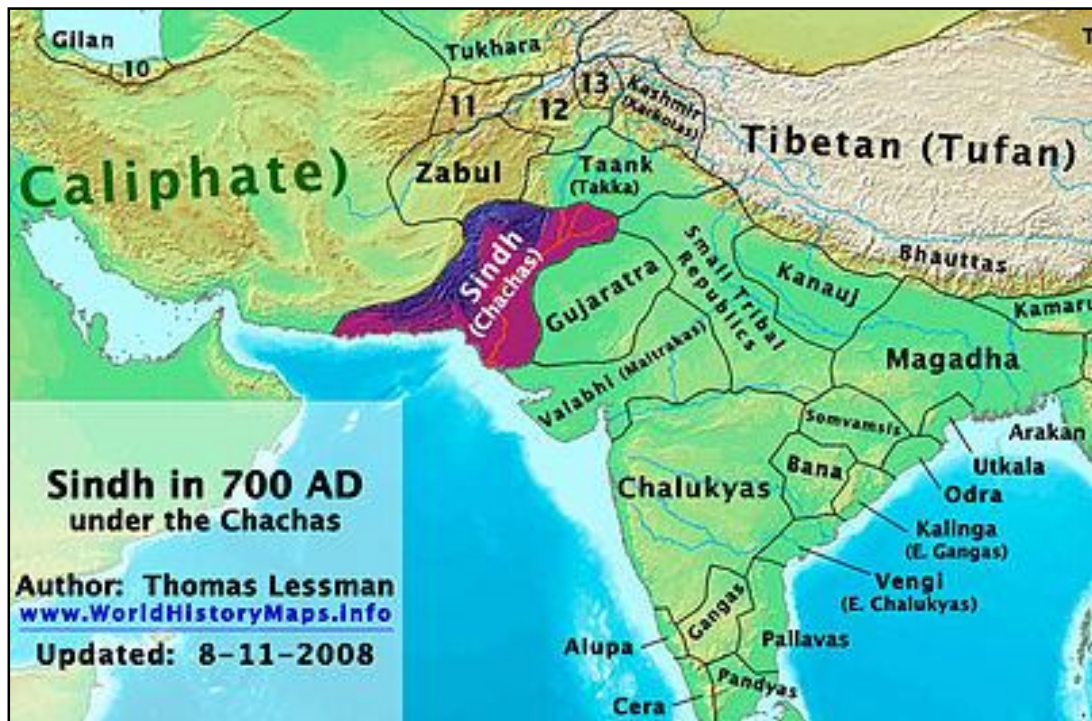 Gilan
10
Tukhara
11
12
13
Kashmir
(Karkotas)
Tibetan (Tufan)
Caliphate)
Zabul
Taank
(Takka)
Sindh
(Chachas)
Gujaratra
Small Tribal
Republics
Kanauj
Bhauttas
Kamar
Valabhi (Maitrakas)
Magadha
Somvamsis
Arakan
Utkala
Odra
Bana
Chalukyas
Kalinga
(E. Gangas)
Vengi
(E. Chalukyas)
Gangas
Alupa
Pallavas
Pandyas
Cera
Sindh in 700 AD
under the Chachas
Author: Thomas Lessman
www.WorldHistoryMaps.info
Updated: 8-11-2008